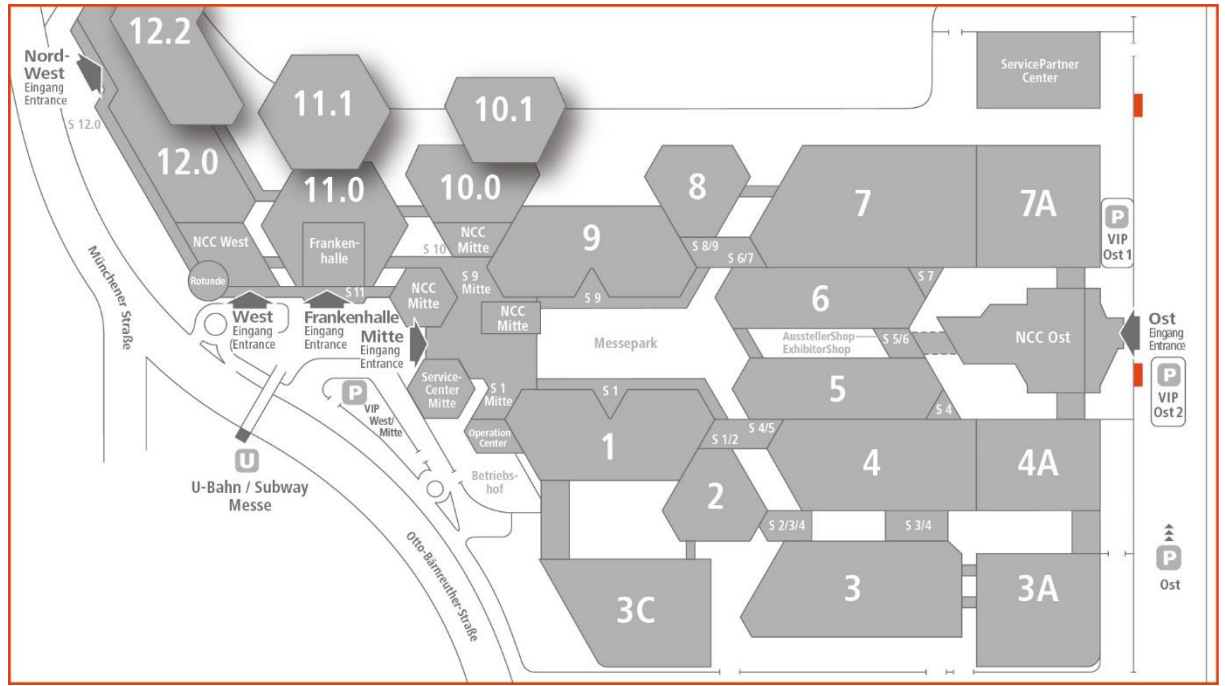 12.2
Nord-
West
Eingang
Entrance
S 12.0
12.0
11.1
10.1
11.0
10.0
ServicePartner
Center
8
7
7A
P
VIP
Ost 1
NCC West
Franken-
halle
S 10
NCC
Mitte
9
S 8/9
S 6/7
Rotunde
S 11
NCC
Mitte
S 9
Mitte
S 9
NCC
Mitte
6
S 7
Münchener Straße
West
Eingang
(Entrance
Frankenhalle
Eingang
Entrance
Mitte
Eingang
Entrance
Messepark
AusstellerShop
ExhibitorShop
S 5/6
NCC Ost
Ost
Eingang
Entrance
P
VIP
Ost 2
Service-
Center
Mitte
S 1
Mitte
S 1
5
S 4
P
VIP
West/
Mitte
Operation
Center
1
S 1/2
S 4/5
4
4A
U
U-Bahn / Subway
Messe
Betriebs-
hof
2
S 2/3/4
S 3/4
Otto-Bärnreuther-Straße
3C
3
3A
P
Ost